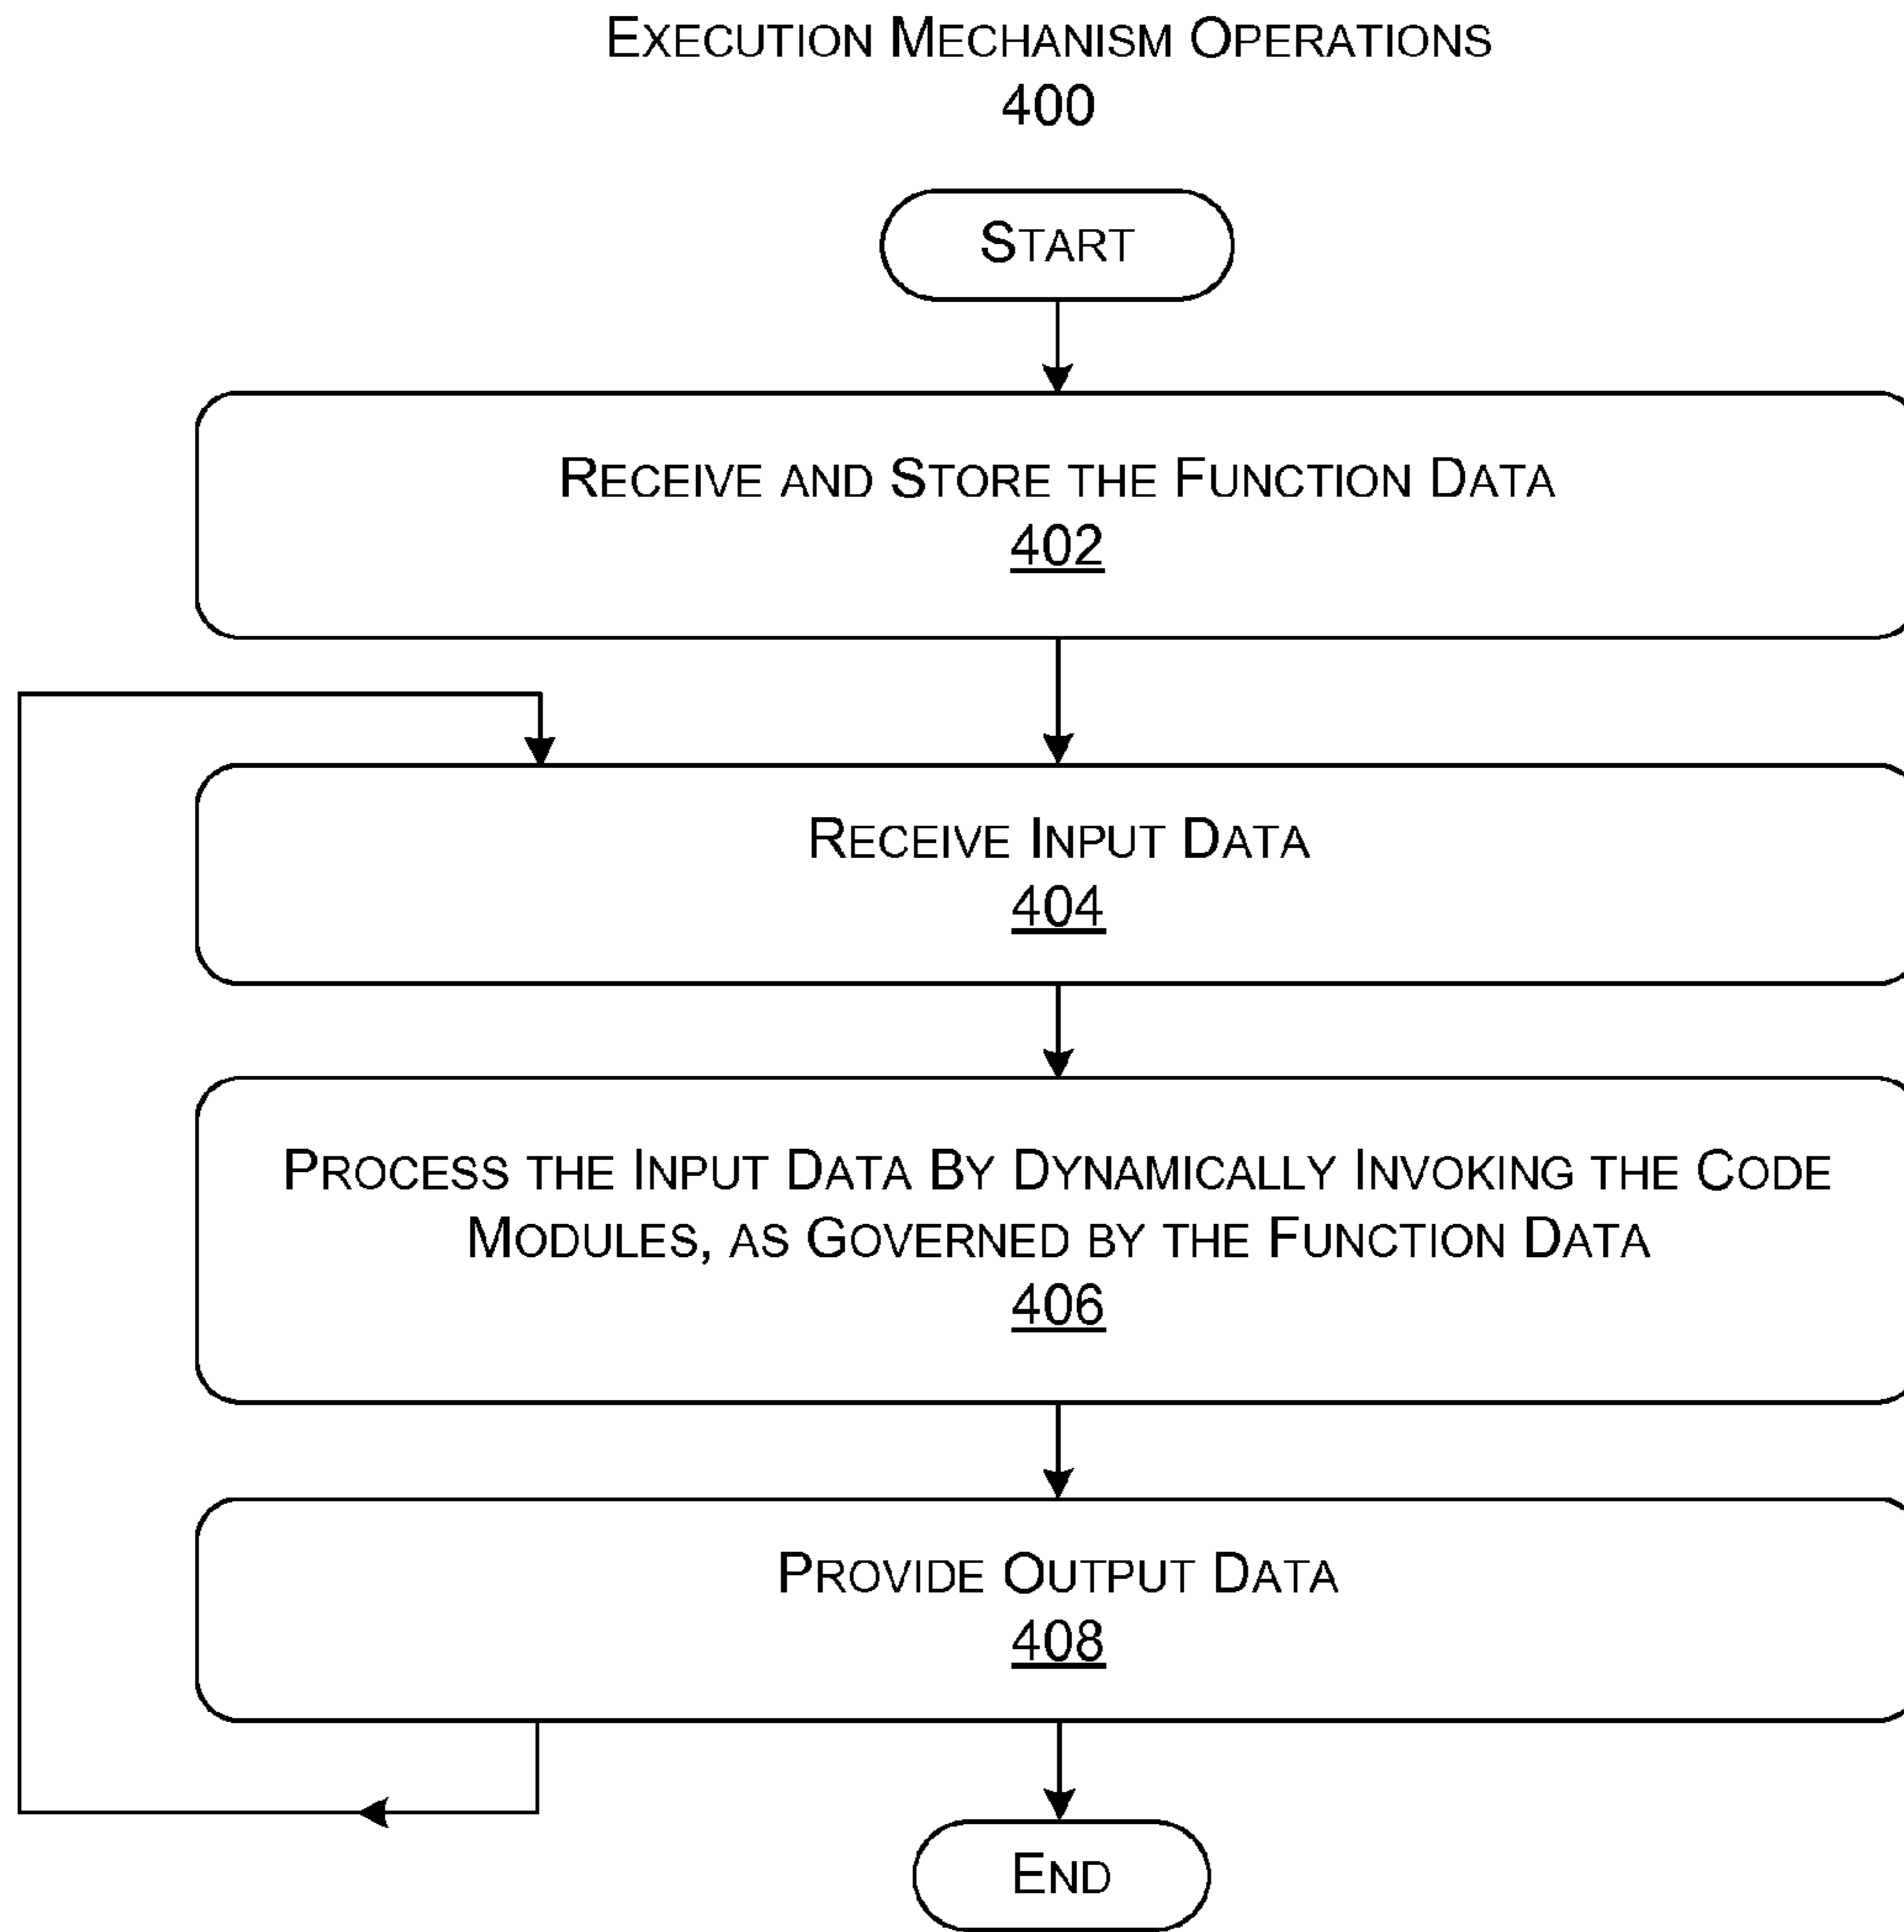 EXECUTION MECHANISM OPERATIONS
400
START
RECEIVE AND STORE THE FUNCTION DATA
402
RECEIVE INPUT DATA
404
PROCESS THE INPUT DATA BY DYNAMICALLY INVOKING THE CODE
MODULES, AS GOVERNED BY THE FUNCTION DATA
406
PROVIDE OUTPUT DATA
408
END